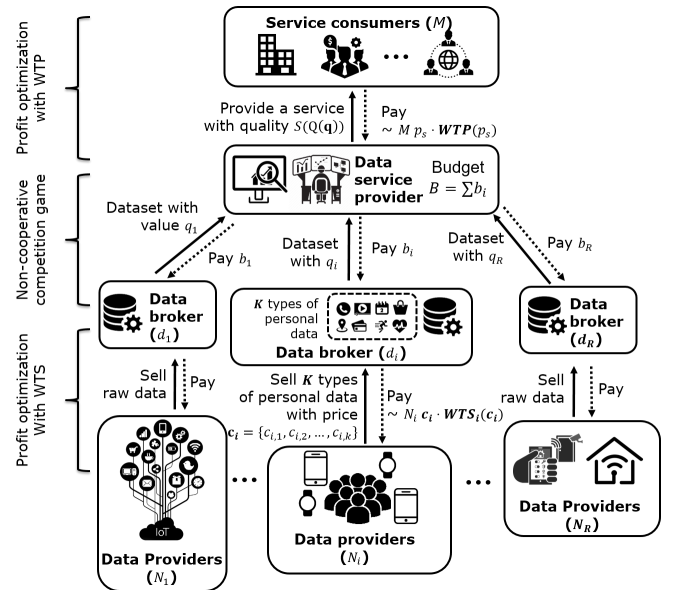 Service consumers (M)
Profit optimization
with WTP
Provide a service
with quality S(Q(q))
Pay
~ M p_s · WTP(p_s)
Data
service
provider
Budget
B = ∑b_i
Non-cooperative
competition game
Dataset with
value q_1
Pay b_1
Dataset
with q_i
Pay b_i
Dataset
with q_R
Pay b_R
Data
broker
(d_1)
K types of
personal
data
Data broker (d_i)
Data
broker
(d_R)
Profit optimization
With WTS
Sell
raw data
Pay
Sell K types
of personal data
with price
c_i = {c_{i,1}, c_{i,2}, ..., c_{i,k}}
Pay
~ N_i c_i · WTS_i(c_i)
Sell
raw data
Pay
IoT
Data Providers
(N_1)
...
Data providers
(N_i)
...
Data Providers
(N_R)